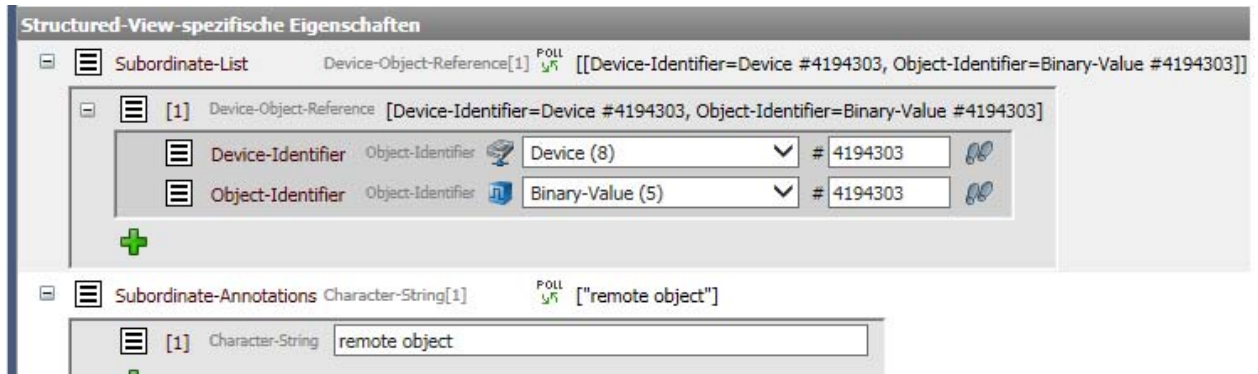 Structured-View-spezifische Eigenschaften
Subordinate-List Device-Object-Reference[1] POLL [[Device-Identifier=Device #4194303, Object-Identifier=Binary-Value #4194303]]
[1] Device-Object-Reference [Device-Identifier=Device #4194303, Object-Identifier=Binary-Value #4194303]
Device-Identifier Object-Identifier Device (8) # 4194303
Object-Identifier Object-Identifier Binary-Value (5) # 4194303
Subordinate-Annotations Character-String[1] POLL ["remote object"]
[1] Character-String remote object